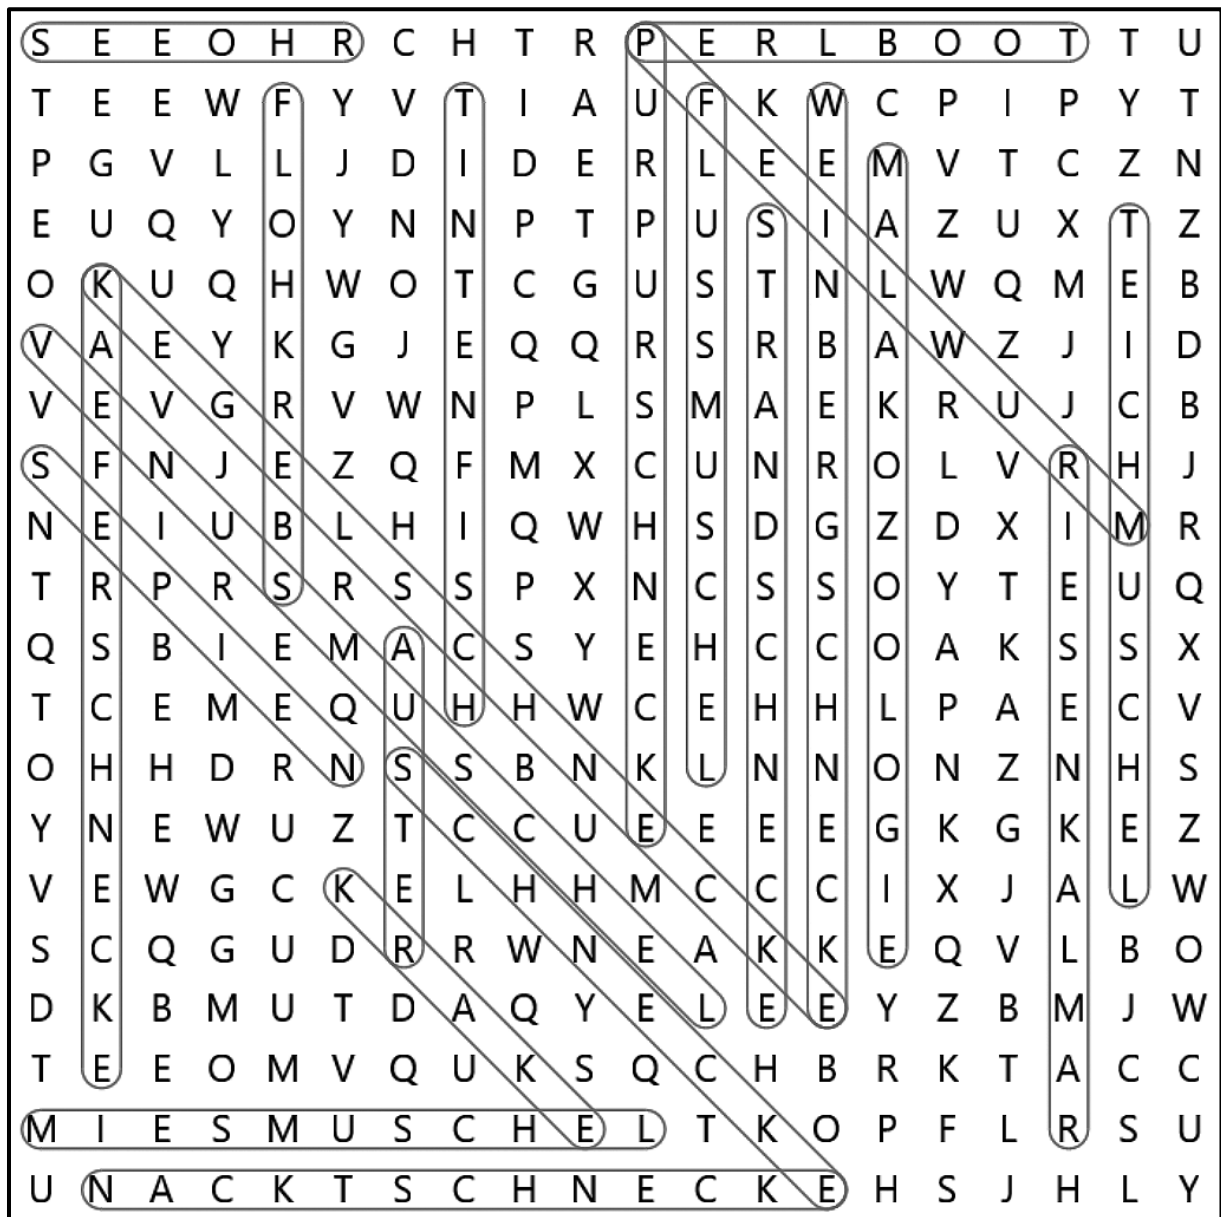 S E E O H R C H T R P E R L B O O T T U
T E E W F Y V T I A U F K W C P I P Y T
P G V L L J D I D E R L E E M V T C Z N
E U Q Y O Y N N P T P U S I A Z U X T Z
O K U Q H W O T C G U S T N L W Q M E B
V A E Y K G J E Q Q R S R B A W Z J I D
V E V G R V W N P L S M A E K R U J C B
S F N J E Z Q F M X C U N R O L V R H J
N E I U B L H I Q W H S D G Z D X I M R
T R P R S R S S P X N C S S O Y T E U Q
Q S B I E M A C S Y E H C C O A K S S X
T C E M E Q U H H W C E H H L P A E C V
O H H D R N S S B N K L N N O N Z N H S
Y N E W U Z T C C U E E E E G K G K E Z
V E W G C K E L H H M C C C I X J A L W
S C Q G U D R R W N E A K K E Q V L B O
D K B M U T D A Q Y E L E E Y Z B M J W
T E E O M V Q U K S Q C H B R K T A C C
M I E S M U S C H E L T K O P F L R S U
U N A C K T S C H N E C K E H S J H L Y